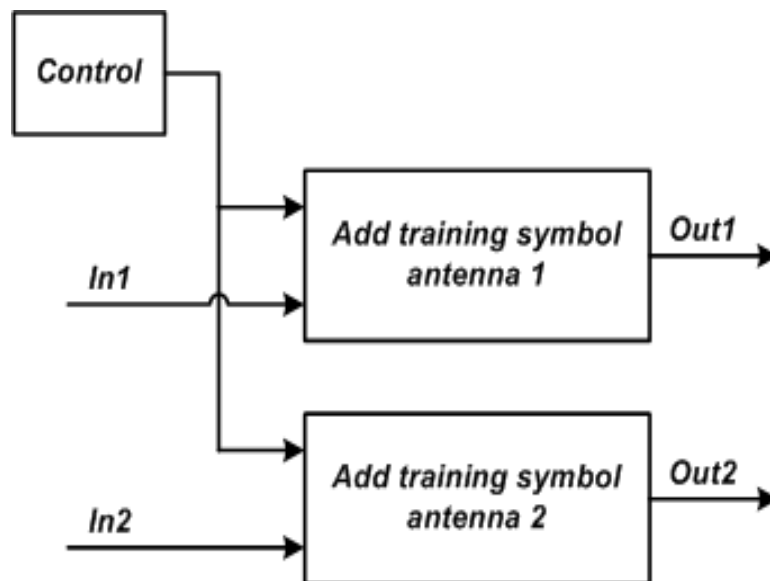 Control
Add training symbol
antenna 1
Out1
In1
Add training symbol
antenna 2
Out2
In2